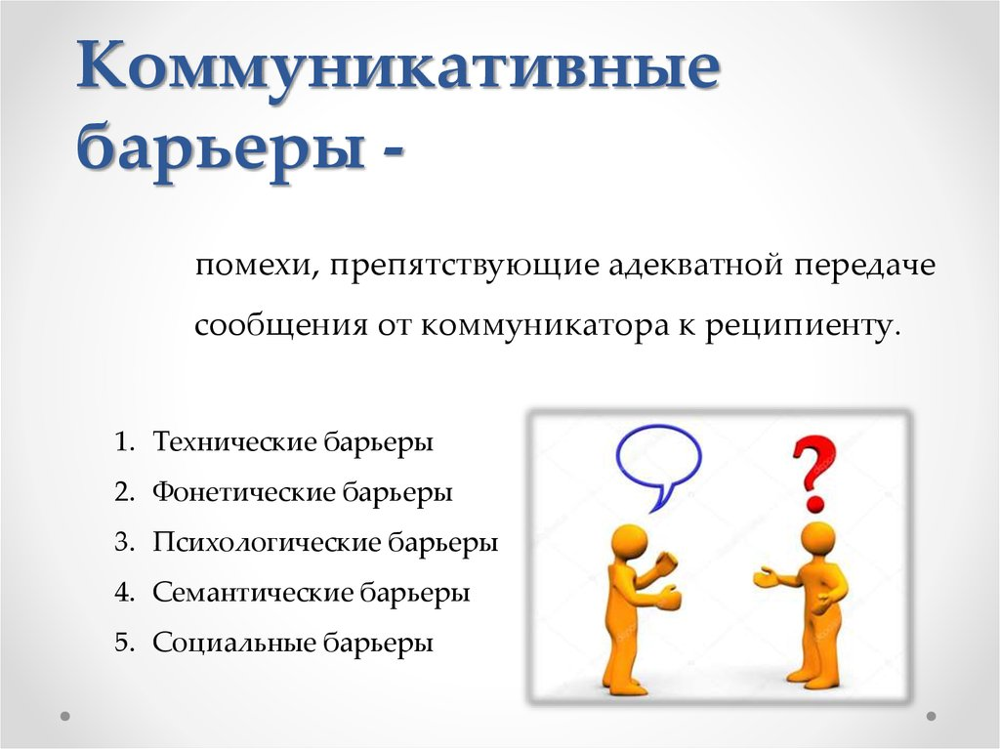 Коммуникативные
барьеры -
помехи, препятствующие адекватной передаче
сообщения от коммуникатора к реципиенту.
1. Технические барьеры
2. Фонетические барьеры
3. Психологические барьеры
4. Семантические барьеры
5. Социальные барьеры
?